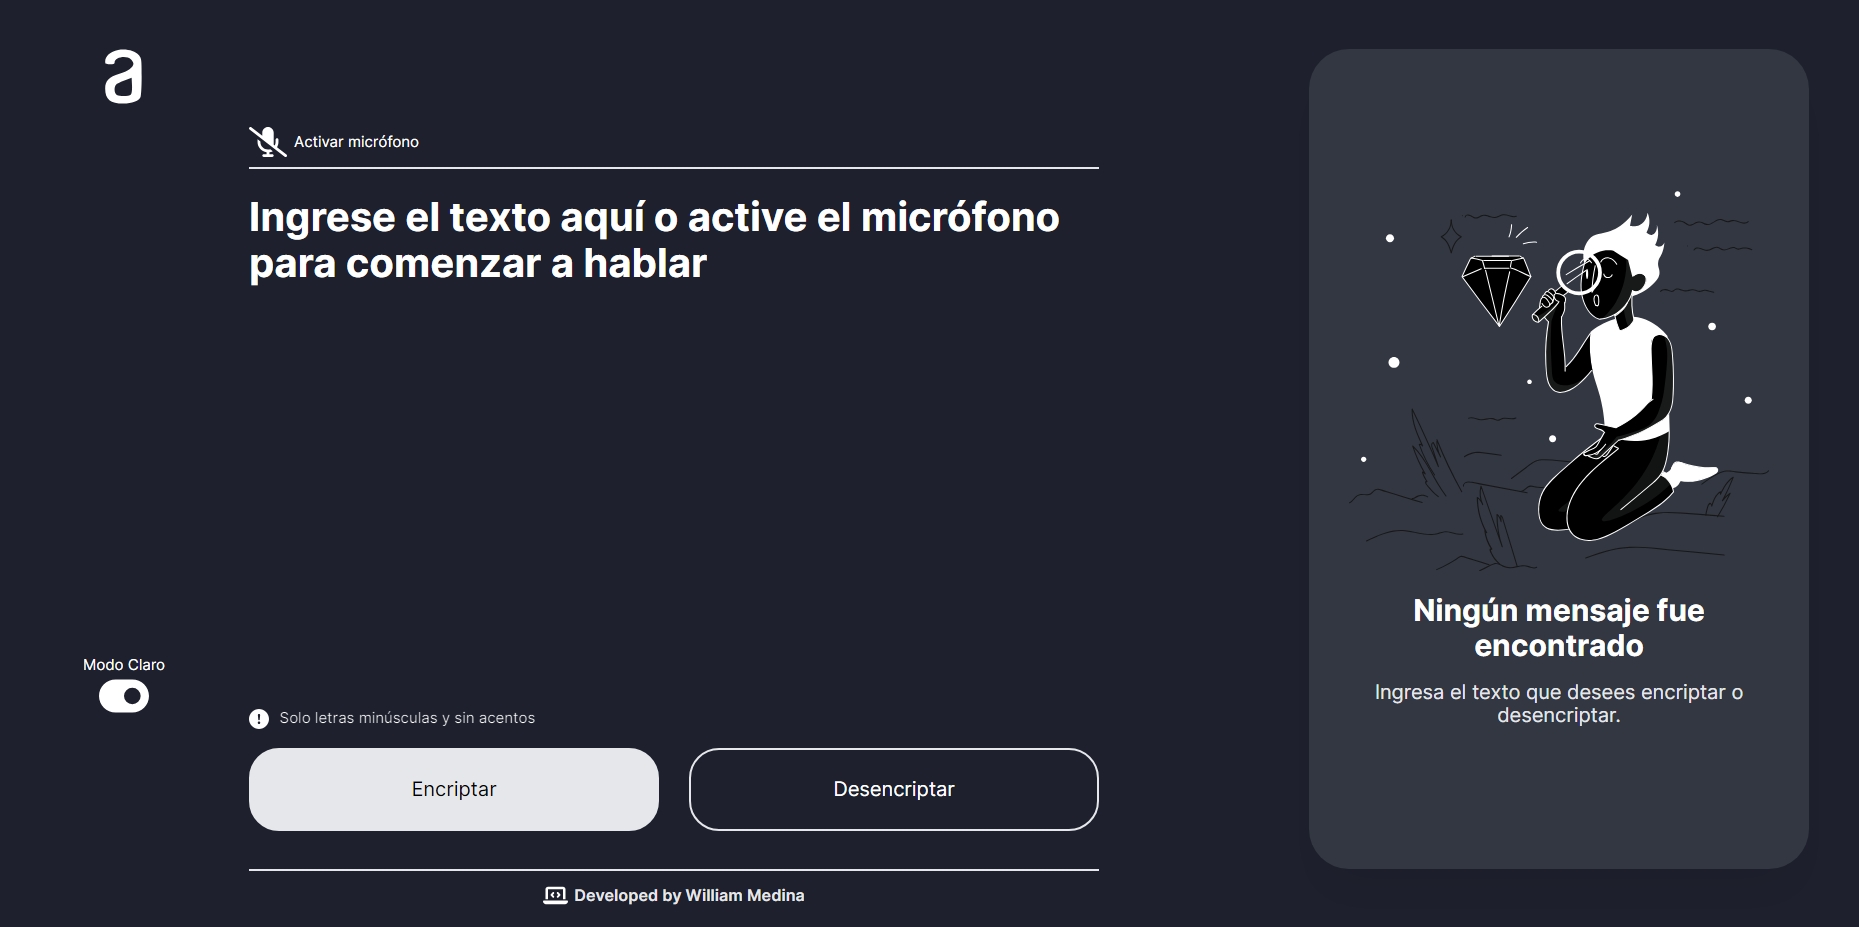 a
Activar micrófono
Ingrese el texto aquí o active el micrófono
para comenzar a hablar
Modo Claro
Solo letras minúsculas y sin acentos
Encriptar
Desencriptar
Developed by William Medina
Ningún mensaje fue
encontrado
Ingresa el texto que desees encriptar o
desencriptar.